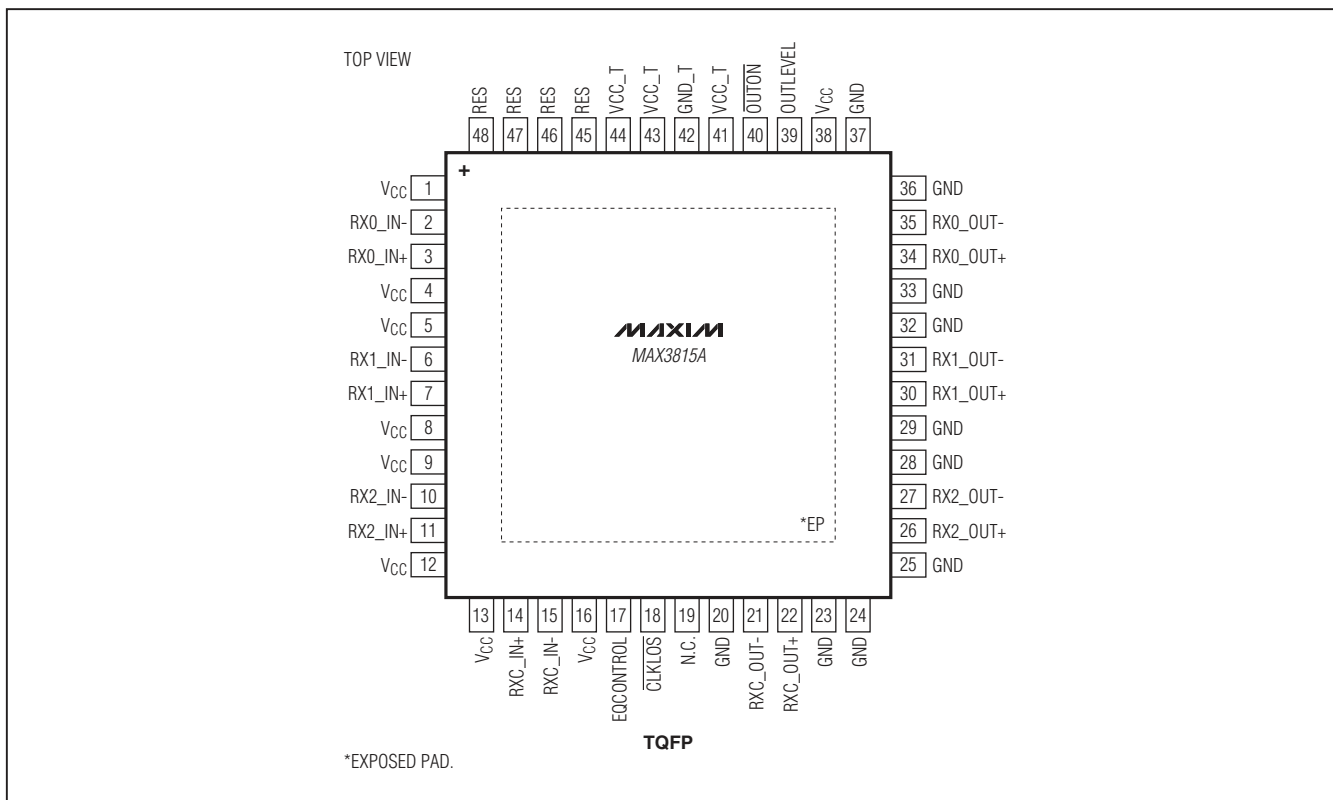 TOP VIEW
RES
RES
RES
RES
VCC_T
VCC_T
GND_T
VCC_T
OUTON
OUTLEVEL
VCC
GND
48 47 46 45 44 43 42 41 40 39 38 37
+
VCC 1
RX0_IN- 2
RX0_IN+ 3
VCC 4
VCC 5
RX1_IN- 6
RX1_IN+ 7
VCC 8
VCC 9
RX2_IN- 10
RX2_IN+ 11
VCC 12
MAXIM
MAX3815A
*EP
36 GND
35 RX0_OUT-
34 RX0_OUT+
33 GND
32 GND
31 RX1_OUT-
30 RX1_OUT+
29 GND
28 GND
27 RX2_OUT-
26 RX2_OUT+
25 GND
13 14 15 16 17 18 19 20 21 22 23 24
VCC
RXC_IN+
RXC_IN-
VCC
EQCONTROL
CLKLOS
N.C.
GND
RXC_OUT-
RXC_OUT+
GND
GND
TQFP
*EXPOSED PAD.